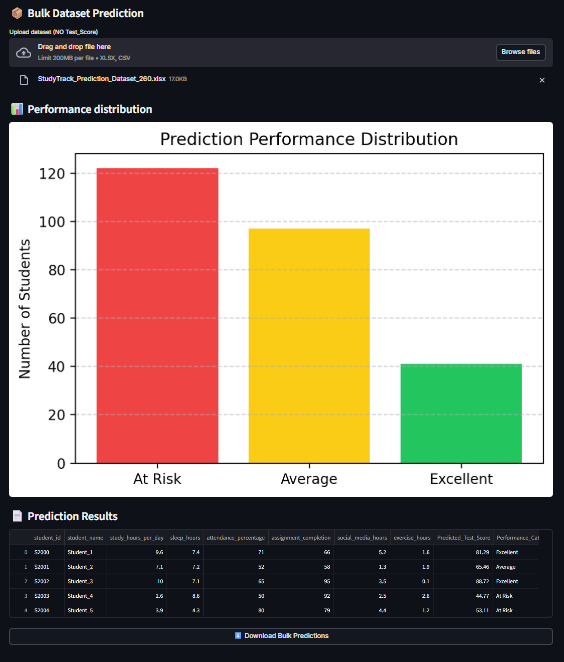 Bulk Dataset Prediction
Upload dataset (NO Test_Score)
Drag and drop file here
Limit 200MB per file • XLSX, CSV
Browse files
StudyTrack_Prediction_Dataset_260.xlsx 17.0KB
Performance distribution
Prediction Performance Distribution
Number of Students
120
100
80
60
40
20
0
At Risk Average Excellent
Prediction Results
student_id student_name study_hours_per_day sleep_hours attendance_percentage assignment_completion social_media_hours exercise_hours Predicted_Test_Score Performance_Cat
0 S2000 Student_1 9.6 7.4 71 66 5.2 1.6 81.29 Excellent
1 S2001 Student_2 7.1 7.2 52 58 1.3 1.9 65.46 Average
2 S2002 Student_3 10 7.1 65 95 3.5 0.1 88.72 Excellent
3 S2003 Student_4 2.6 8.6 50 92 2.5 2.6 44.77 At Risk
4 S2004 Student_5 3.9 4.3 80 79 4.4 1.2 53.11 At Risk
Download Bulk Predictions